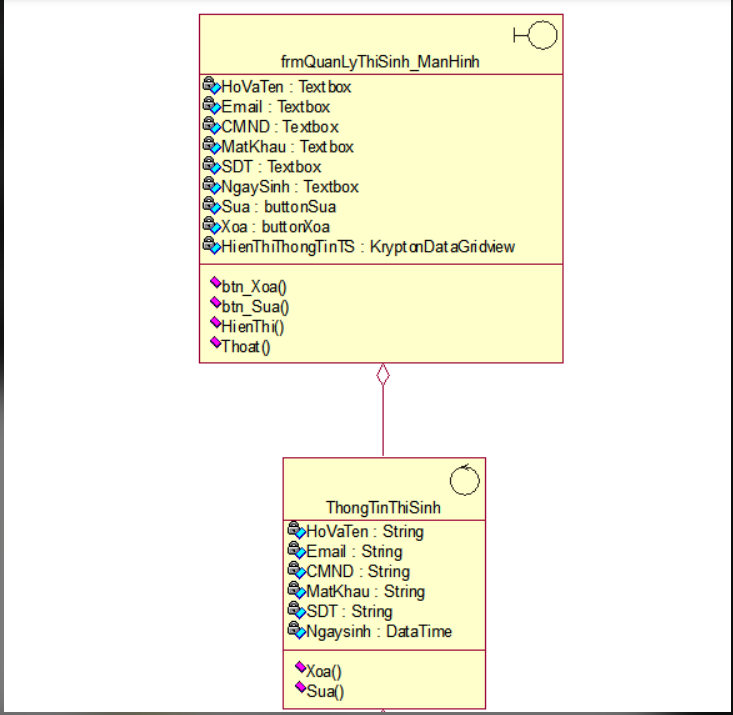 frmQuanLyThiSinh_ManHinh
HoVaTen : Textbox
Email : Textbox
CMND : Textbox
MatKhau : Textbox
SDT : Textbox
NgaySinh : Textbox
Sua : buttonSua
Xoa : buttonXoa
HienThiThongTinTS : KryptonDataGridview
btn_Xoa()
btn_Sua()
HienThi()
Thoat()
ThongTinThiSinh
HoVaTen : String
Email : String
CMND : String
MatKhau : String
SDT : String
Ngaysinh : DataTime
Xoa()
Sua()